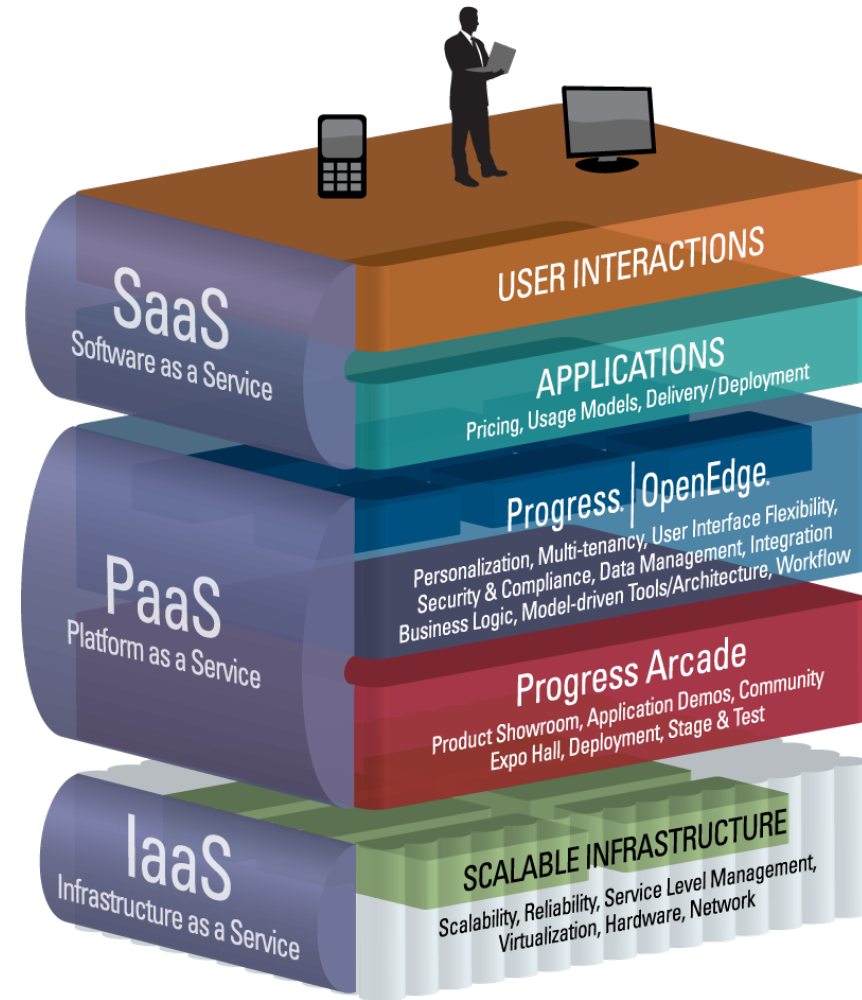 SaaS
Software as a Service
USER INTERACTIONS
APPLICATIONS
Pricing, Usage Models, Delivery/Deployment
PaaS
Platform as a Service
Progress. | OpenEdge.
Personalization, Multi-tenancy, User Interface Flexibility,
Security & Compliance, Data Management, Integration
Business Logic, Model-driven Tools/Architecture, Workflow
Progress Arcade
Product Showroom, Application Demos, Community
Expo Hall, Deployment, Stage & Test
IaaS
Infrastructure as a Service
SCALABLE INFRASTRUCTURE
Scalability, Reliability, Service Level Management,
Virtualization, Hardware, Network